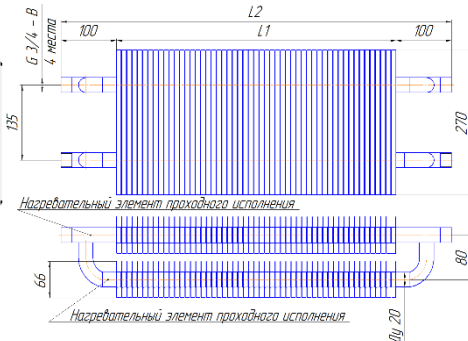 L2
100
L1
100
G 3/4 - В
4 места
135
270
Нагревательный элемент проходного исполнения
66
80
Нагревательный элемент проходного исполнения
Ду 20